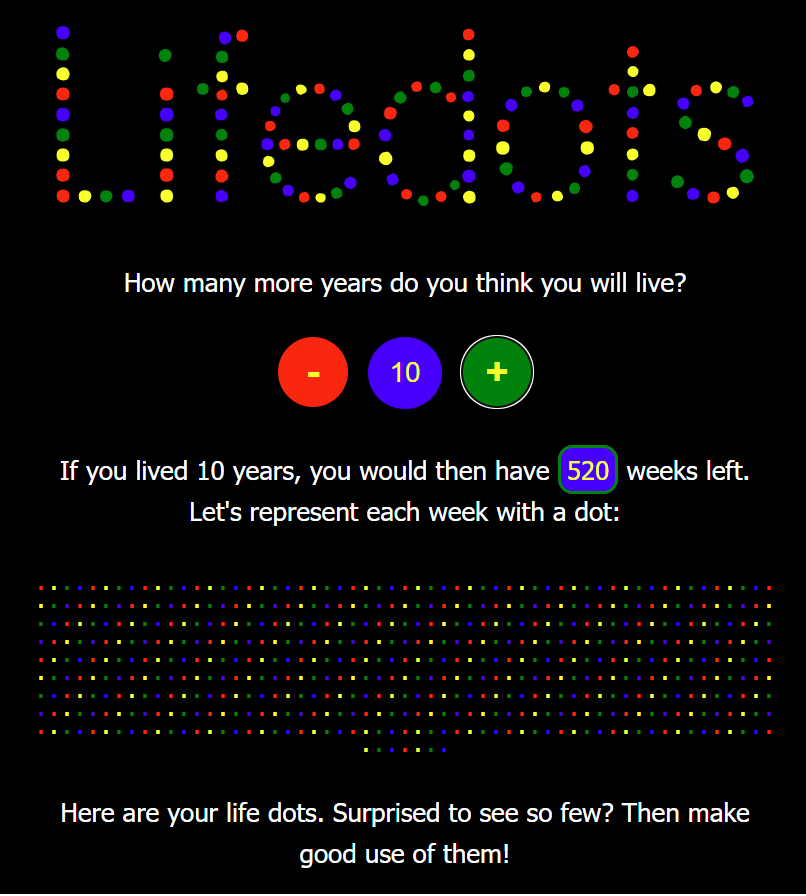 Lifedots
How many more years do you think you will live?
- 10 +
If you lived 10 years, you would then have 520 weeks left.
Let's represent each week with a dot:
Here are your life dots. Surprised to see so few? Then make
good use of them!